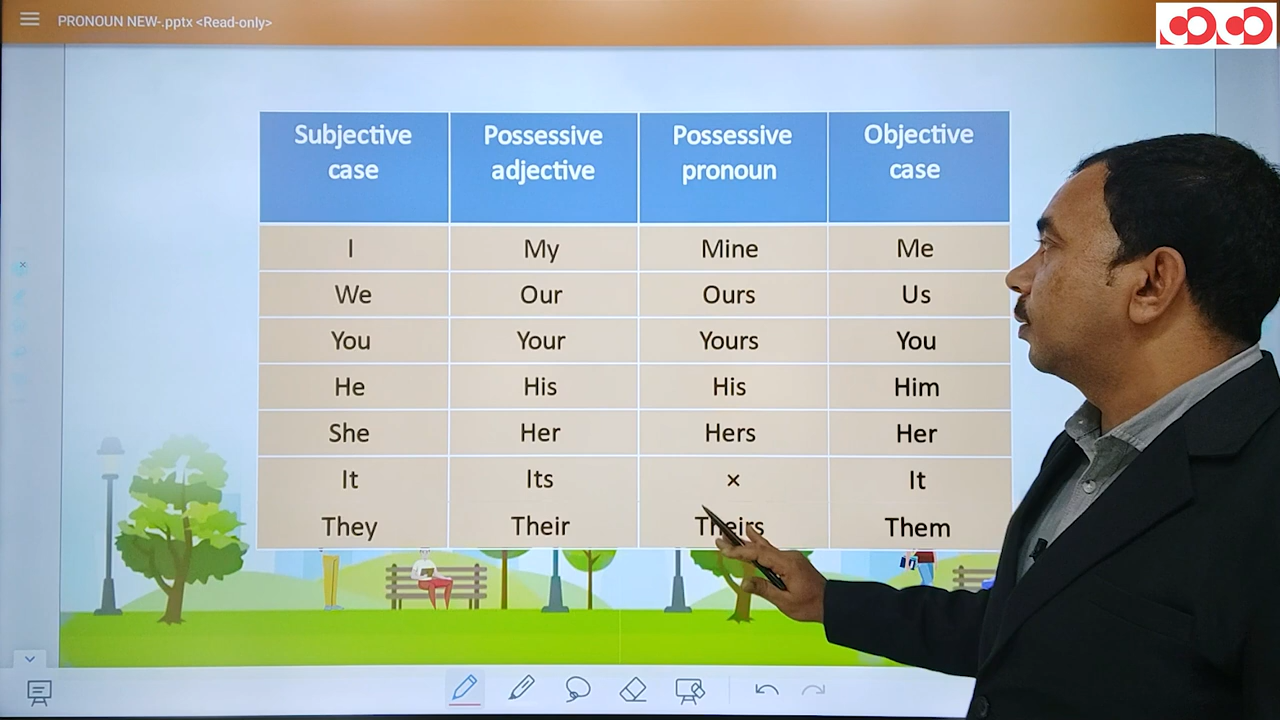 PRONOUN NEW-.pptx <Read-only>
Subjective case
Possessive adjective
Possessive pronoun
Objective case
I My Mine Me
We Our Ours Us
You Your Yours You
He His His Him
She Her Hers Her
It Its × It
They Their Theirs Them